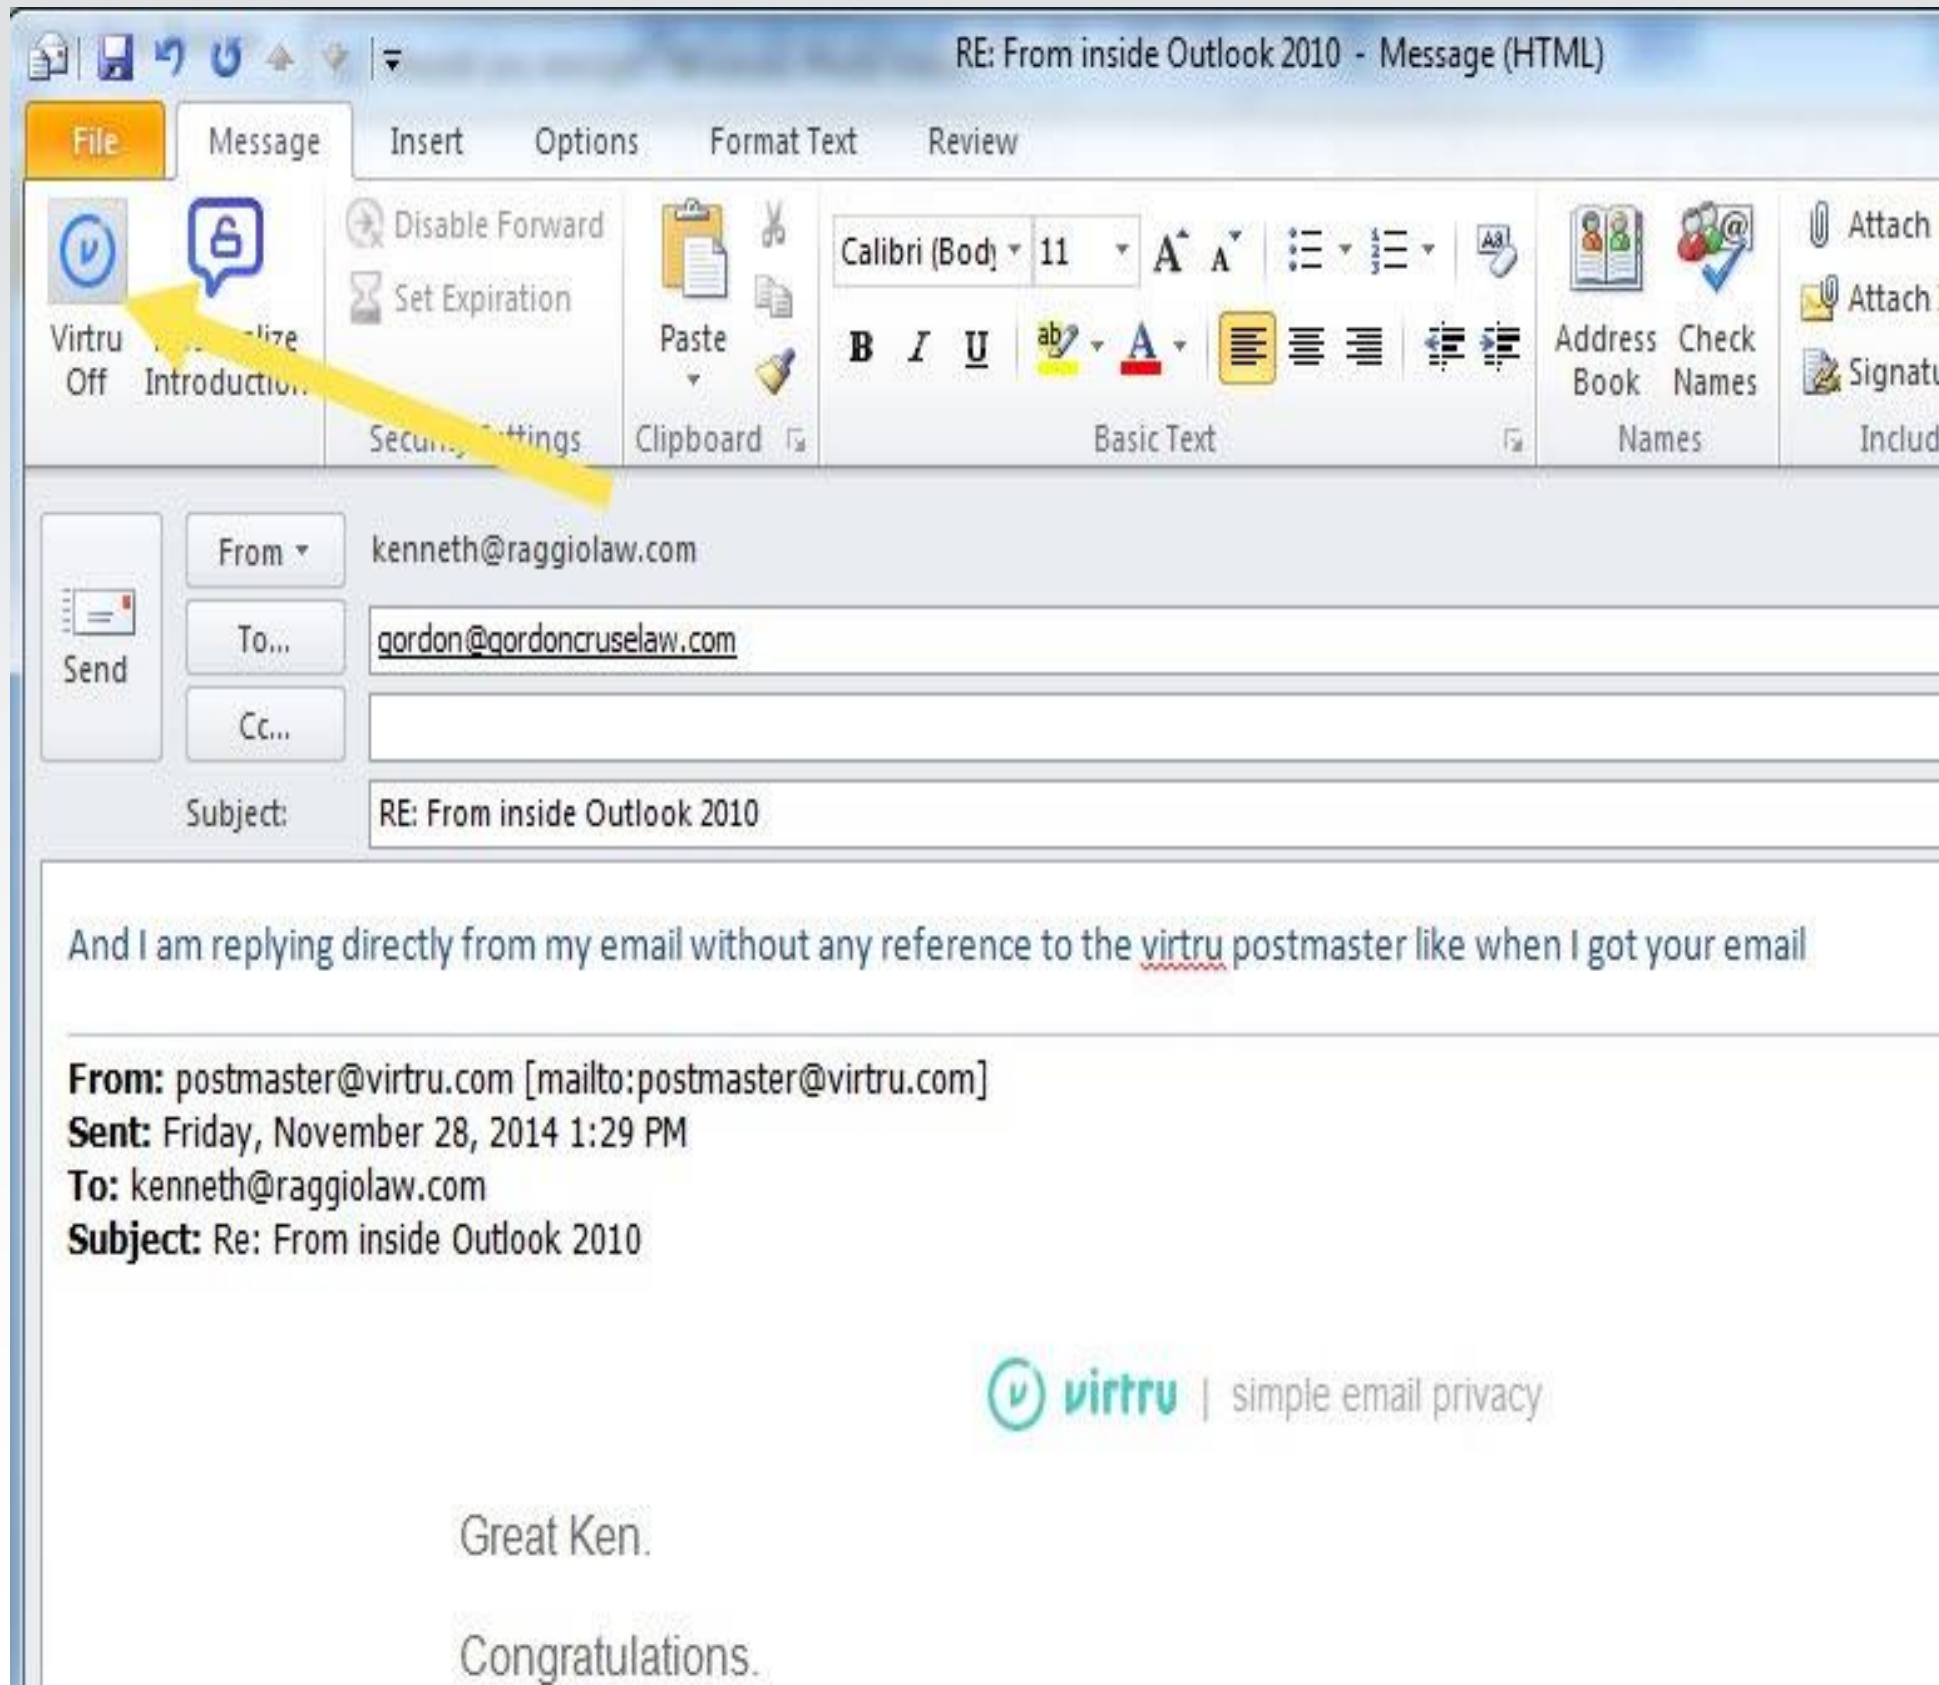 RE: From inside Outlook 2010 - Message (HTML)
File Message Insert Options Format Text Review
Virtru Off
Introduction
Disable Forward
Set Expiration
Paste
Clipboard
Calibri (Body 11
Basic Text
Address Book
Check Names
Names
Attach
Attach
Send
From kenneth@raggiolaw.com
To... gordon@gordoncruselaw.com
Cc...
Subject: RE: From inside Outlook 2010
And I am replying directly from my email without any reference to the virtru postmaster like when I got your email
From: postmaster@virtru.com [mailto:postmaster@virtru.com]
Sent: Friday, November 28, 2014 1:29 PM
To: kenneth@raggiolaw.com
Subject: Re: From inside Outlook 2010
virtru | simple email privacy
Great Ken.
Congratulations.